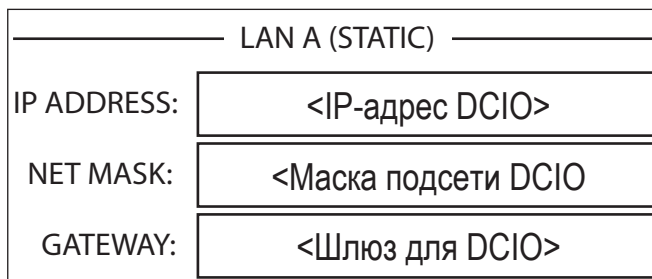 LAN A (STATIC)
IP ADDRESS: <IP-адрес DCIO>
NET MASK: <Маска подсети DCIO
GATEWAY: <Шлюз для DCIO>